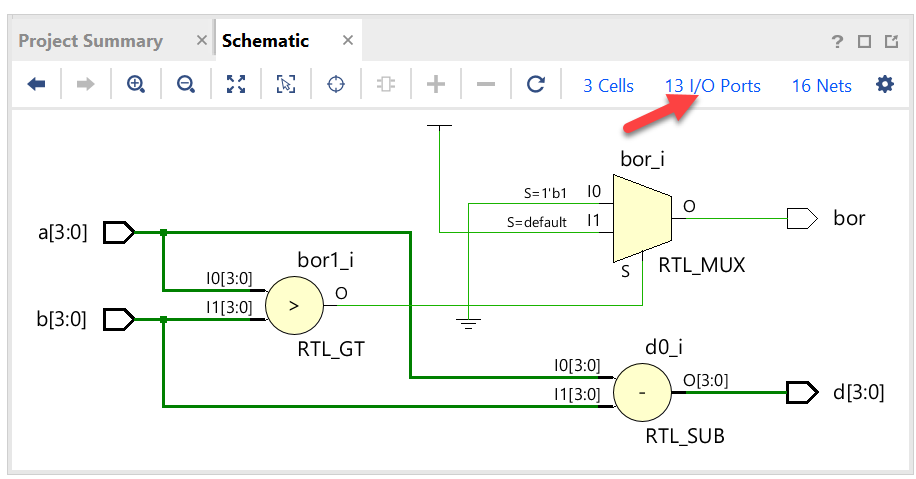 Project Summary × Schematic × ?
3 Cells 13 I/O Ports 16 Nets
bor_i
S=1'b1 I0
O bor
S=default I1
a[3:0]
S RTL_MUX
bor1_i
I0[3:0]
O
>
b[3:0] I1[3:0]
RTL_GT
d0_i
I0[3:0]
O[3:0]
-
I1[3:0] d[3:0]
RTL_SUB